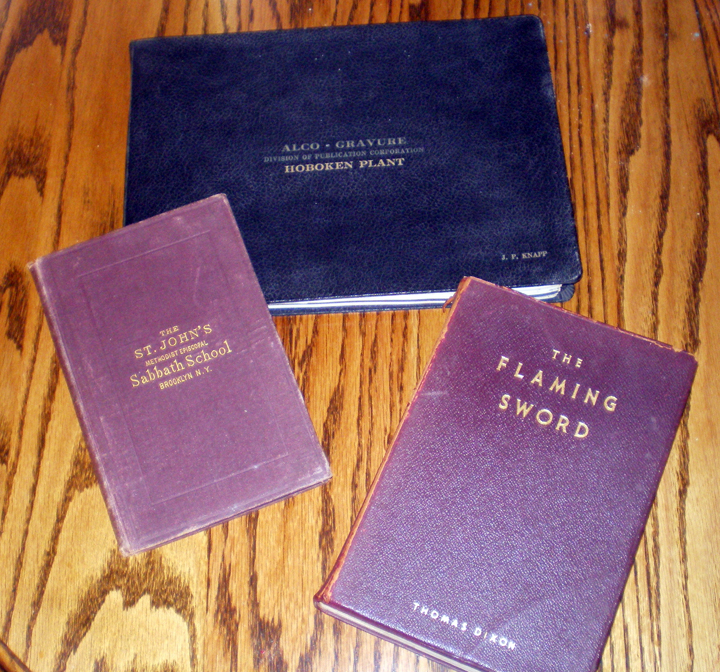 ALCO • GRAVURE
DIVISION OF PUBLICATION CORPORATION
HOBOKEN PLANT
J. F. KNAPP
THE
ST. JOHN'S
METHODIST EPISCOPAL
Sabbath School
BROOKLYN N.Y.
THE
FLAMING
SWORD
THOMAS DIXON